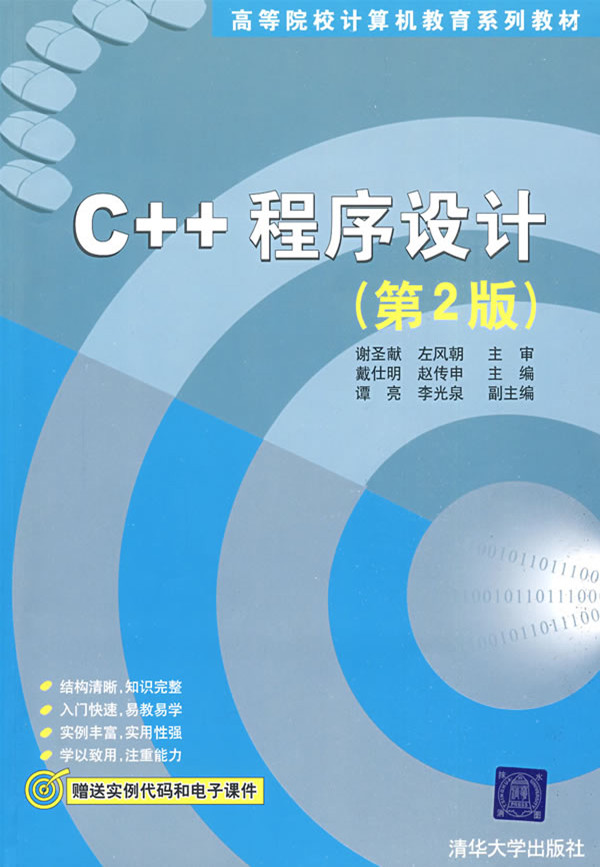 高等院校计算机教育系列教材
C++ 程序设计
(第2版)
谢圣献 左风朝 主 审
戴仕明 赵传申 主 编
谭 亮 李光泉 副主编
00101101110001
00101101110001
结构清晰,知识完整
入门快速,易教易学
实例丰富,实用性强
学以致用,注重能力
赠送实例代码和电子课件
清华大学出版社